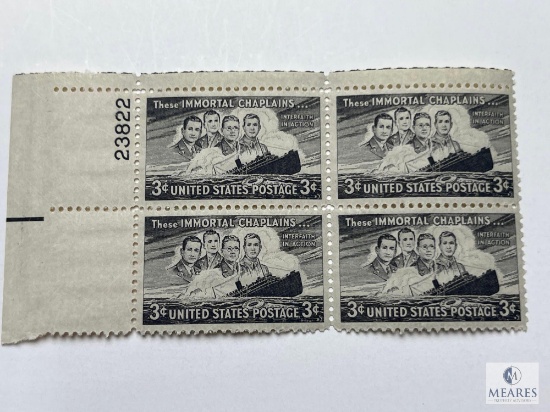 23822
These IMMORTAL CHAPLAINS...
INTERFAITH
IN ACTION
3¢ UNITED STATES POSTAGE 3¢
These IMMORTAL CHAPLAINS...
INTERFAITH
IN ACTION
3¢ UNITED STATES POSTAGE 3¢
These IMMORTAL CHAPLAINS...
INTERFAITH
IN ACTION
3¢ UNITED STATES POSTAGE 3¢
These IMMORTAL CHAPLAINS...
INTERFAITH
IN ACTION
3¢ UNITED STATES POSTAGE 3¢
M
MEARES